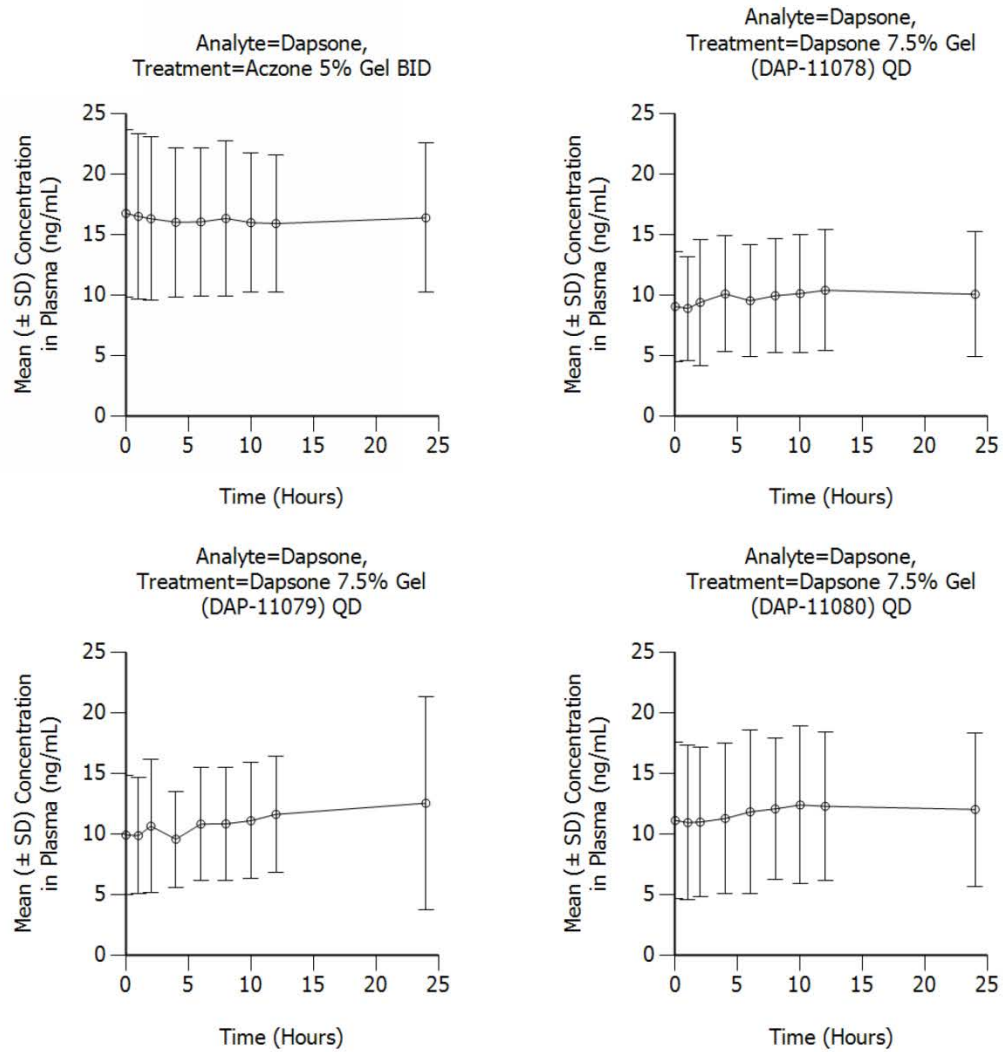 Analyte=Dapsone,
Treatment=Aczone 5% Gel BID
Mean (± SD) Concentration
in Plasma (ng/mL)
25
20
15
10
5
0
0 5 10 15 20 25
Time (Hours)
Analyte=Dapsone,
Treatment=Dapsone 7.5% Gel
(DAP-11078) QD
Mean (± SD) Concentration
in Plasma (ng/mL)
25
20
15
10
5
0
0 5 10 15 20 25
Time (Hours)
Analyte=Dapsone,
Treatment=Dapsone 7.5% Gel
(DAP-11079) QD
Mean (± SD) Concentration
in Plasma (ng/mL)
25
20
15
10
5
0
0 5 10 15 20 25
Time (Hours)
Analyte=Dapsone,
Treatment=Dapsone 7.5% Gel
(DAP-11080) QD
Mean (± SD) Concentration
in Plasma (ng/mL)
25
20
15
10
5
0
0 5 10 15 20 25
Time (Hours)